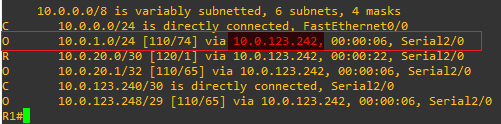 10.0.0.0/8 is variably subnetted, 6 subnets, 4 masks
C 10.0.0.0/24 is directly connected, FastEthernet0/0
O 10.0.1.0/24 [110/74] via 10.0.123.242, 00:00:06, Serial2/0
R 10.0.20.0/30 [120/1] via 10.0.123.242, 00:00:22, Serial2/0
O 10.0.20.1/32 [110/65] via 10.0.123.242, 00:00:06, Serial2/0
C 10.0.123.240/30 is directly connected, Serial2/0
O 10.0.123.248/29 [110/65] via 10.0.123.242, 00:00:06, Serial2/0
R1#